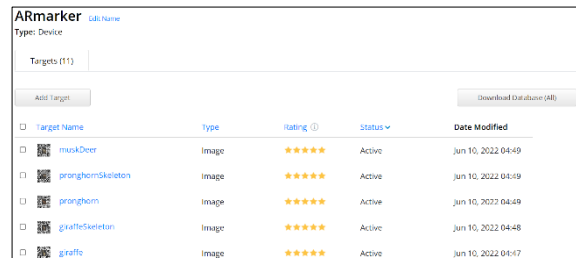 ARmarker Edit Name
Type: Device
Targets (11)
Add Target Download Database (All)
Target Name Type Rating Status Date Modified
muskDeer Image Active Jun 10, 2022 04:49
pronghornSkeleton Image Active Jun 10, 2022 04:49
pronghorn Image Active Jun 10, 2022 04:49
giraffeSkeleton Image Active Jun 10, 2022 04:48
giraffe Image Active Jun 10, 2022 04:47